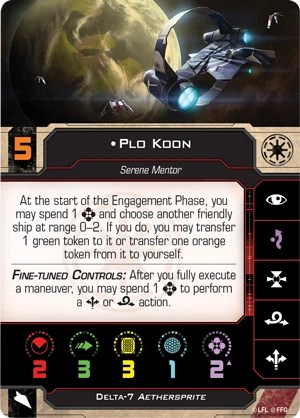 5
• Plo Koon
Serene Mentor
At the start of the Engagement Phase, you
may spend 1 and choose another friendly
ship at range 0–2. If you do, you may transfer
1 green token to it or transfer one orange
token from it to yourself.
Fine-tuned Controls: After you fully execute
a maneuver, you may spend 1 to perform
a or action.
2 3 3 1 2
Delta-7 Aethersprite
©LFL ©FFG